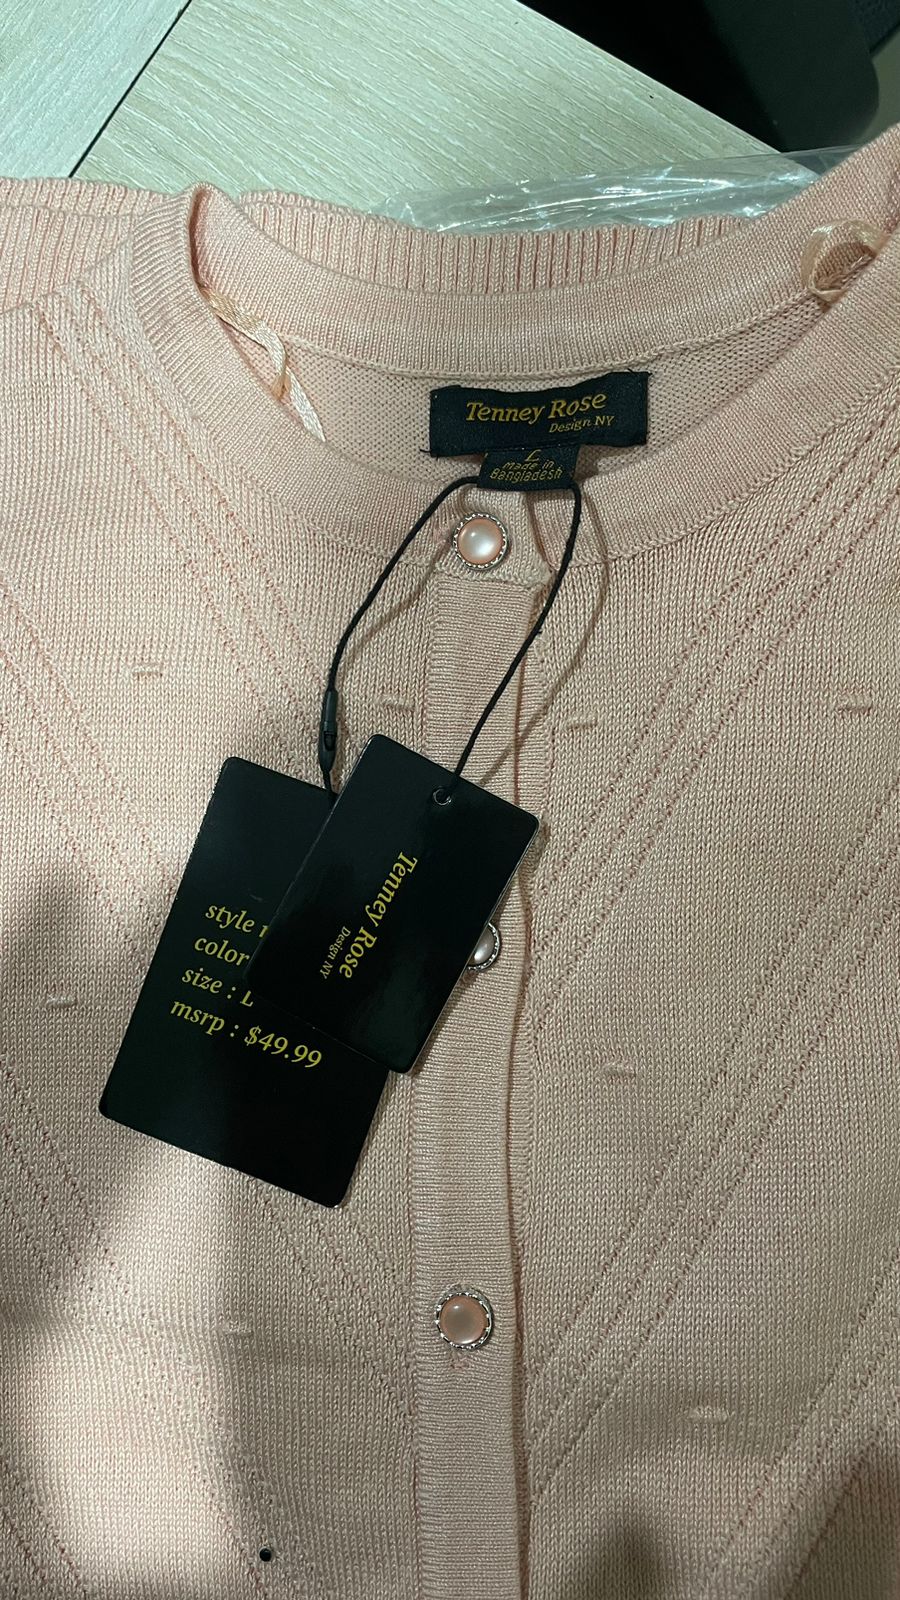 Tenney Rose
Design NY
L
Made in
Bangladesh
Tenney Rose
Design NY
style
color
size : L
msrp : $49.99